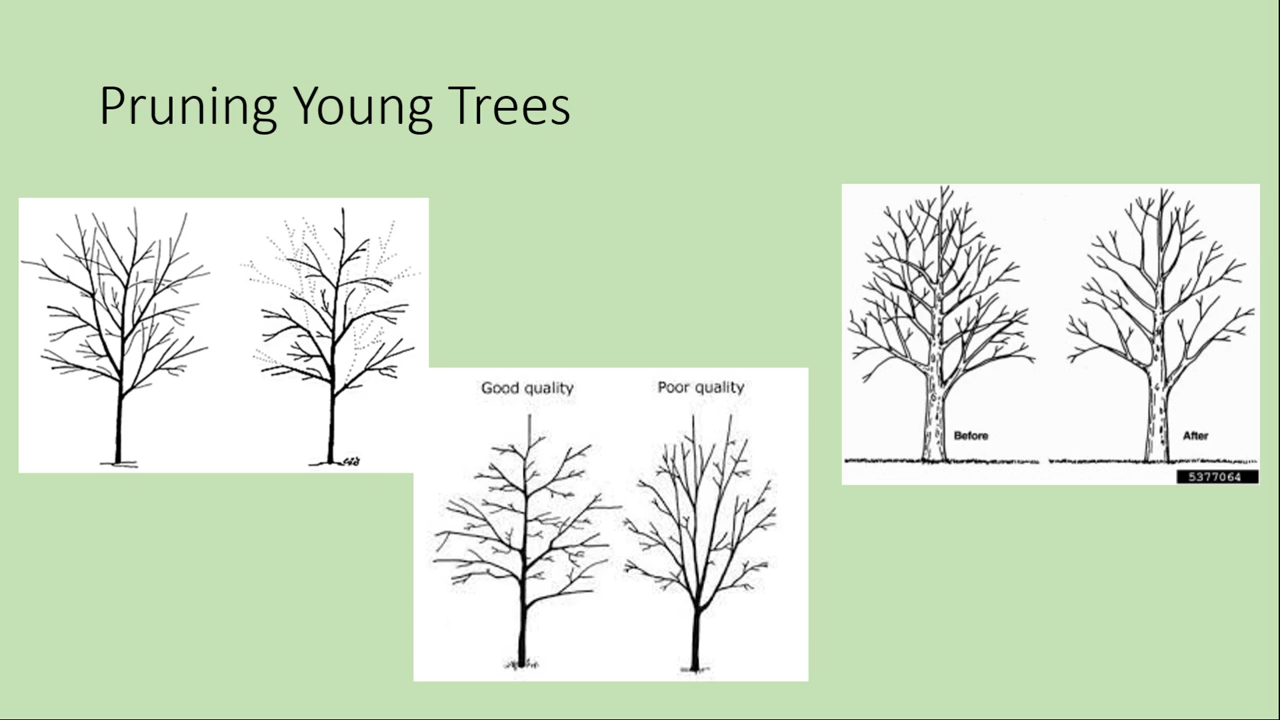 Pruning Young Trees
Good quality
Poor quality
Before
After
5377064